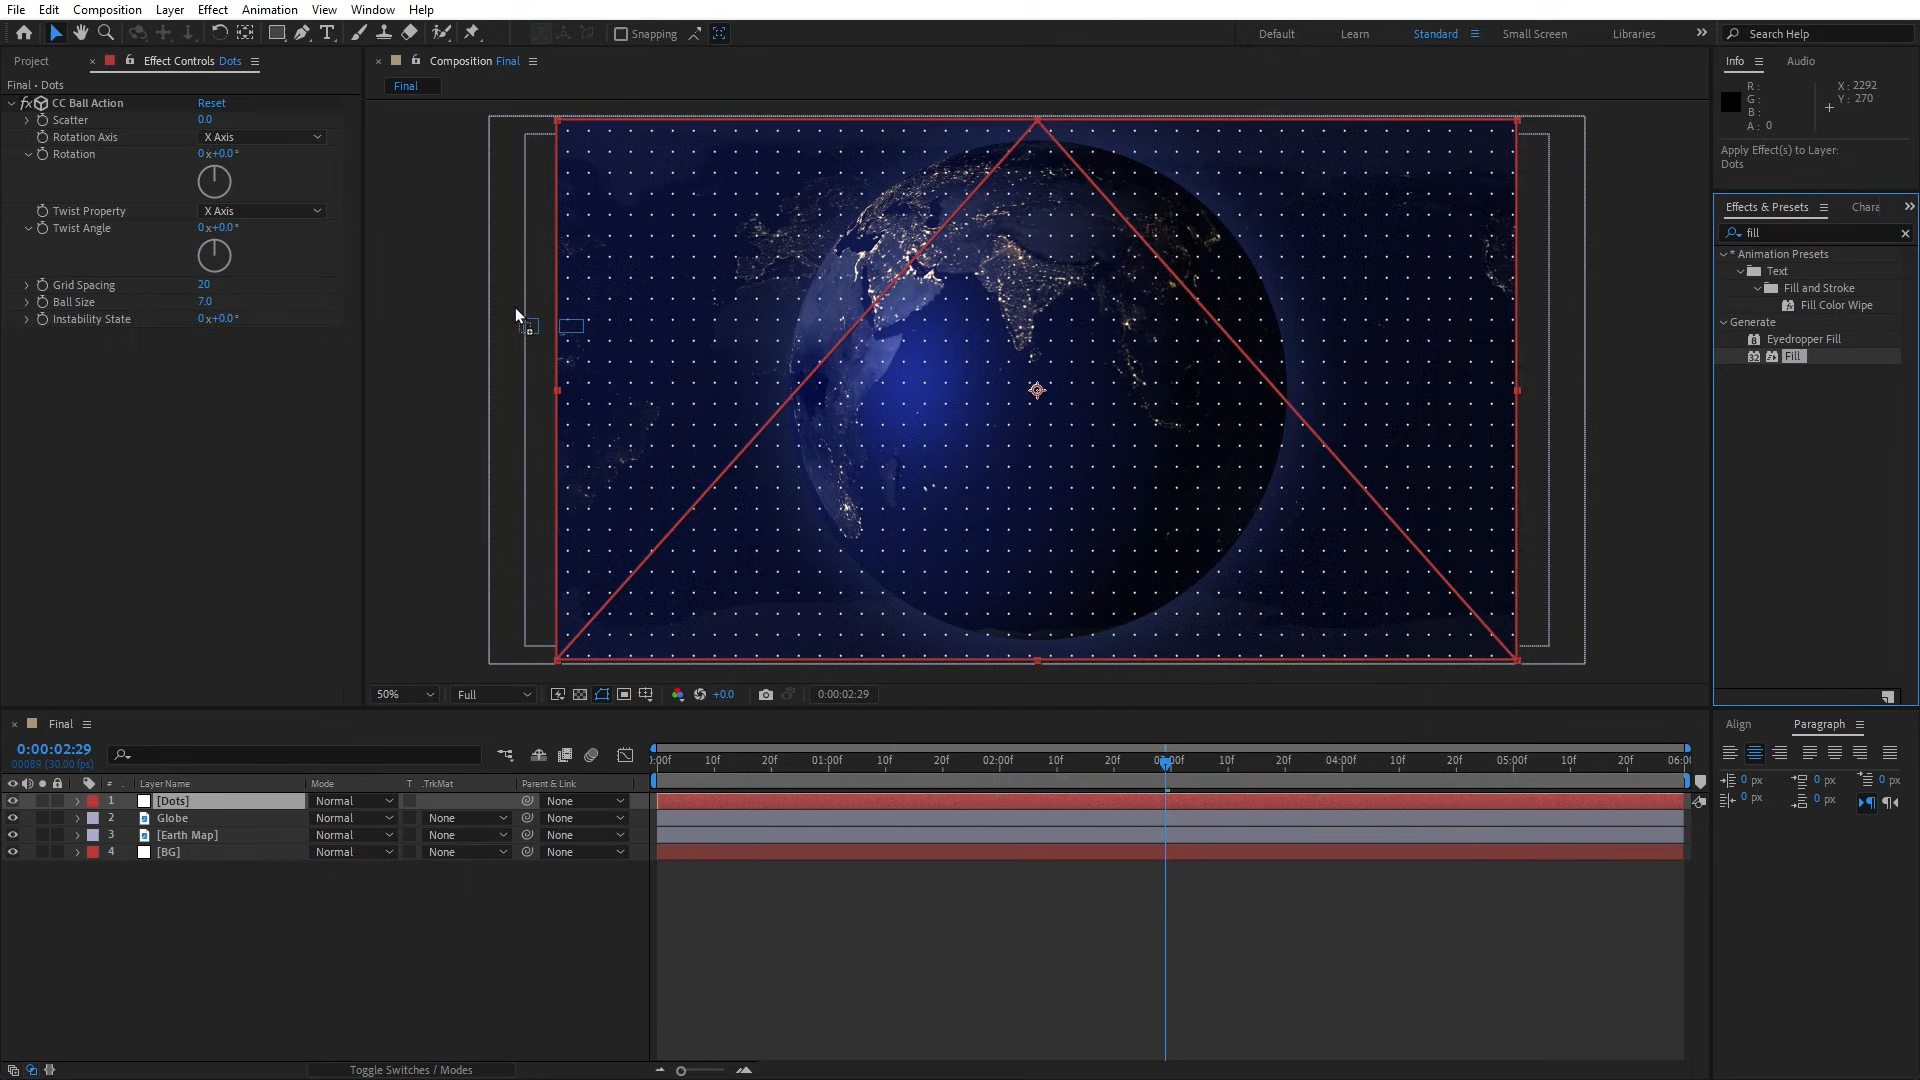 File Edit Composition Layer Effect Animation View Window Help
Snapping
Default Learn Standard Small Screen Libraries Search Help
Project Effect Controls Dots
Composition Final
Info Audio
Final • Dots
Final
fx CC Ball Action Reset
Scatter 0.0
Rotation Axis X Axis
Rotation 0x+0.0°
Twist Property X Axis
Twist Angle 0x+0.0°
Grid Spacing 20
Ball Size 7.0
Instability State 0x+0.0°
R :
G :
B :
A : 0
X : 2292
Y : 270
Apply Effect(s) to Layer:
Dots
Effects & Presets Chara
fill
* Animation Presets
Text
Fill and Stroke
Fill Color Wipe
Generate
Eyedropper Fill
Fill
50% Full +0.0 0:00:02:29
Final
0:00:02:29
00089 (30.00 fps)
:00f 10f 20f 01:00f 10f 20f 02:00f 10f 20f 00f 10f 20f 04:00f 10f 20f 05:00f 10f 20f 06:00
# Layer Name Mode T .TrkMat Parent & Link
1 [Dots] Normal None
2 Globe Normal None None
3 [Earth Map] Normal None None
4 [BG] Normal None None
Toggle Switches / Modes
Align Paragraph
0 px 0 px 0 px
0 px 0 px